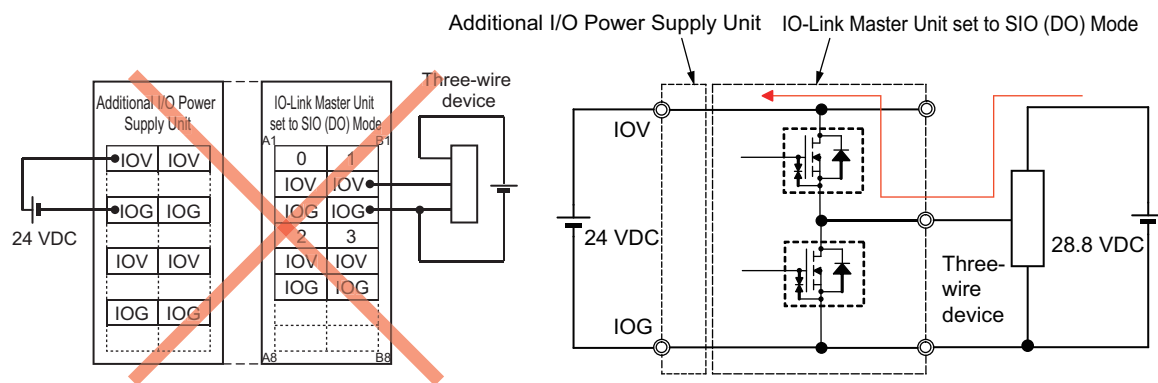 Additional I/O Power Supply Unit
IO-Link Master Unit set to SIO (DO) Mode
Additional I/O Power
Supply Unit
IO-Link Master Unit
set to SIO (DO) Mode
Three-wire
device
A1
B1
0 1
IOV IOV
IOV IOV
IOG IOG
IOG IOG
24 VDC
2 3
IOV IOV
IOV IOV
IOG IOG
IOG IOG
A8
B8
IOV
24 VDC
28.8 VDC
Three-
wire
device
IOG